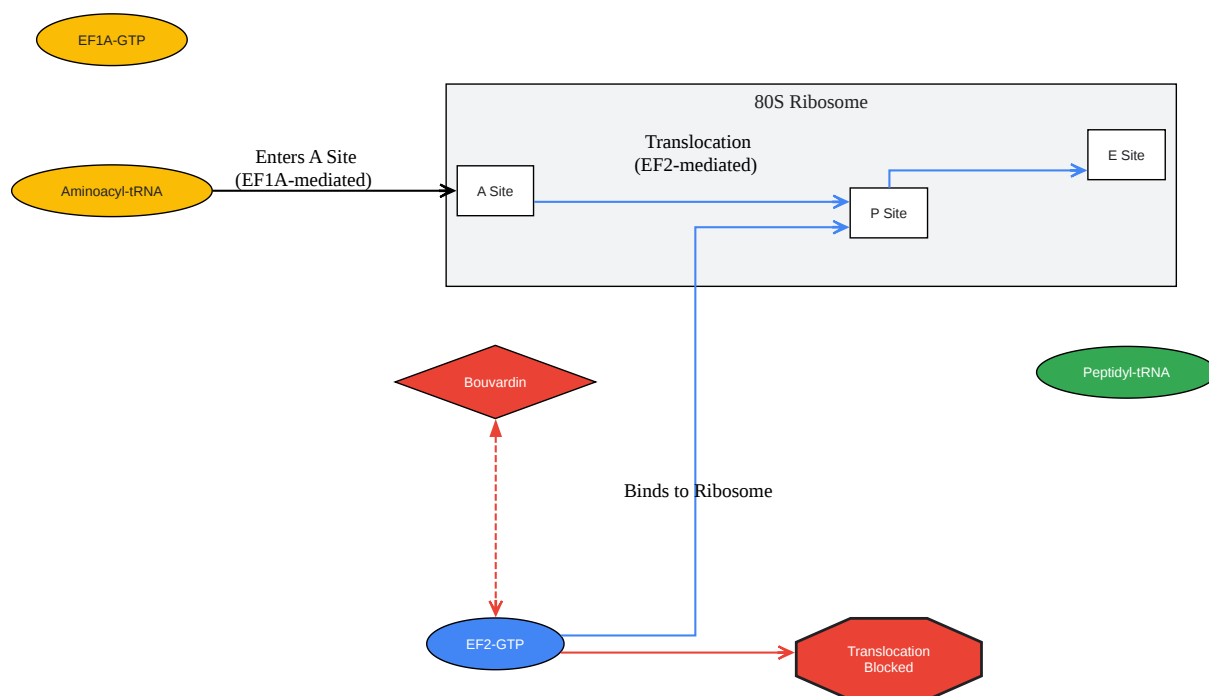 EF1A-GTP
80S Ribosome
Translocation
(EF2-mediated)
Enters A Site
(EF1A-mediated)
E Site
Aminoacyl-tRNA
A Site
P Site
Bouvardin
Peptidyl-tRNA
Binds to Ribosome
EF2-GTP
Translocation
Blocked